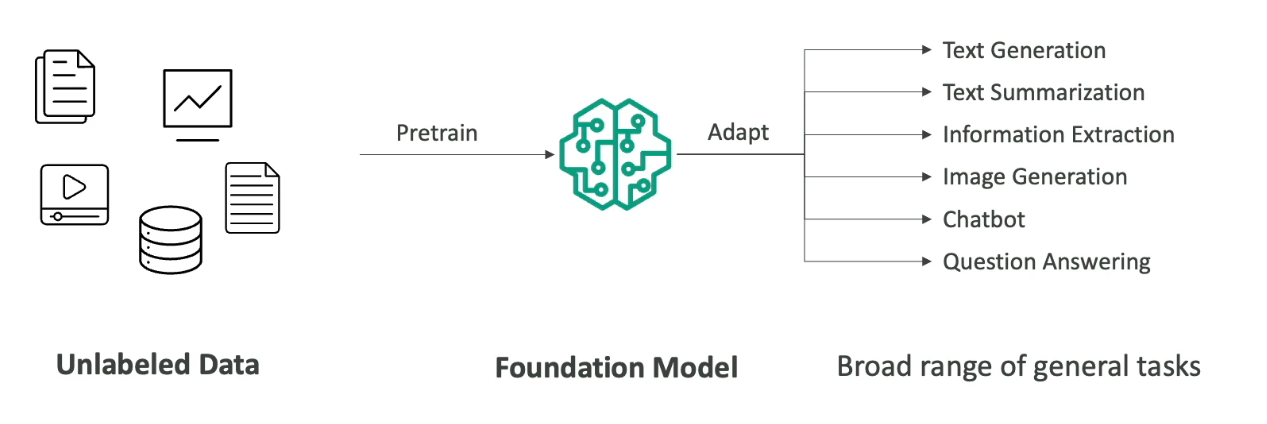 Pretrain
Adapt
Text Generation
Text Summarization
Information Extraction
Image Generation
Chatbot
Question Answering
Unlabeled Data
Foundation Model
Broad range of general tasks